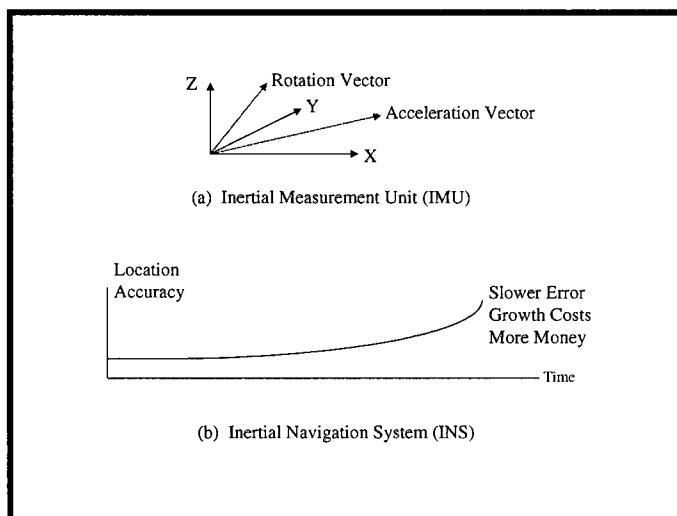 Z
Rotation Vector
Y
Acceleration Vector
X
(a) Inertial Measurement Unit (IMU)
Location
Accuracy
Slower Error
Growth Costs
More Money
Time
(b) Inertial Navigation System (INS)